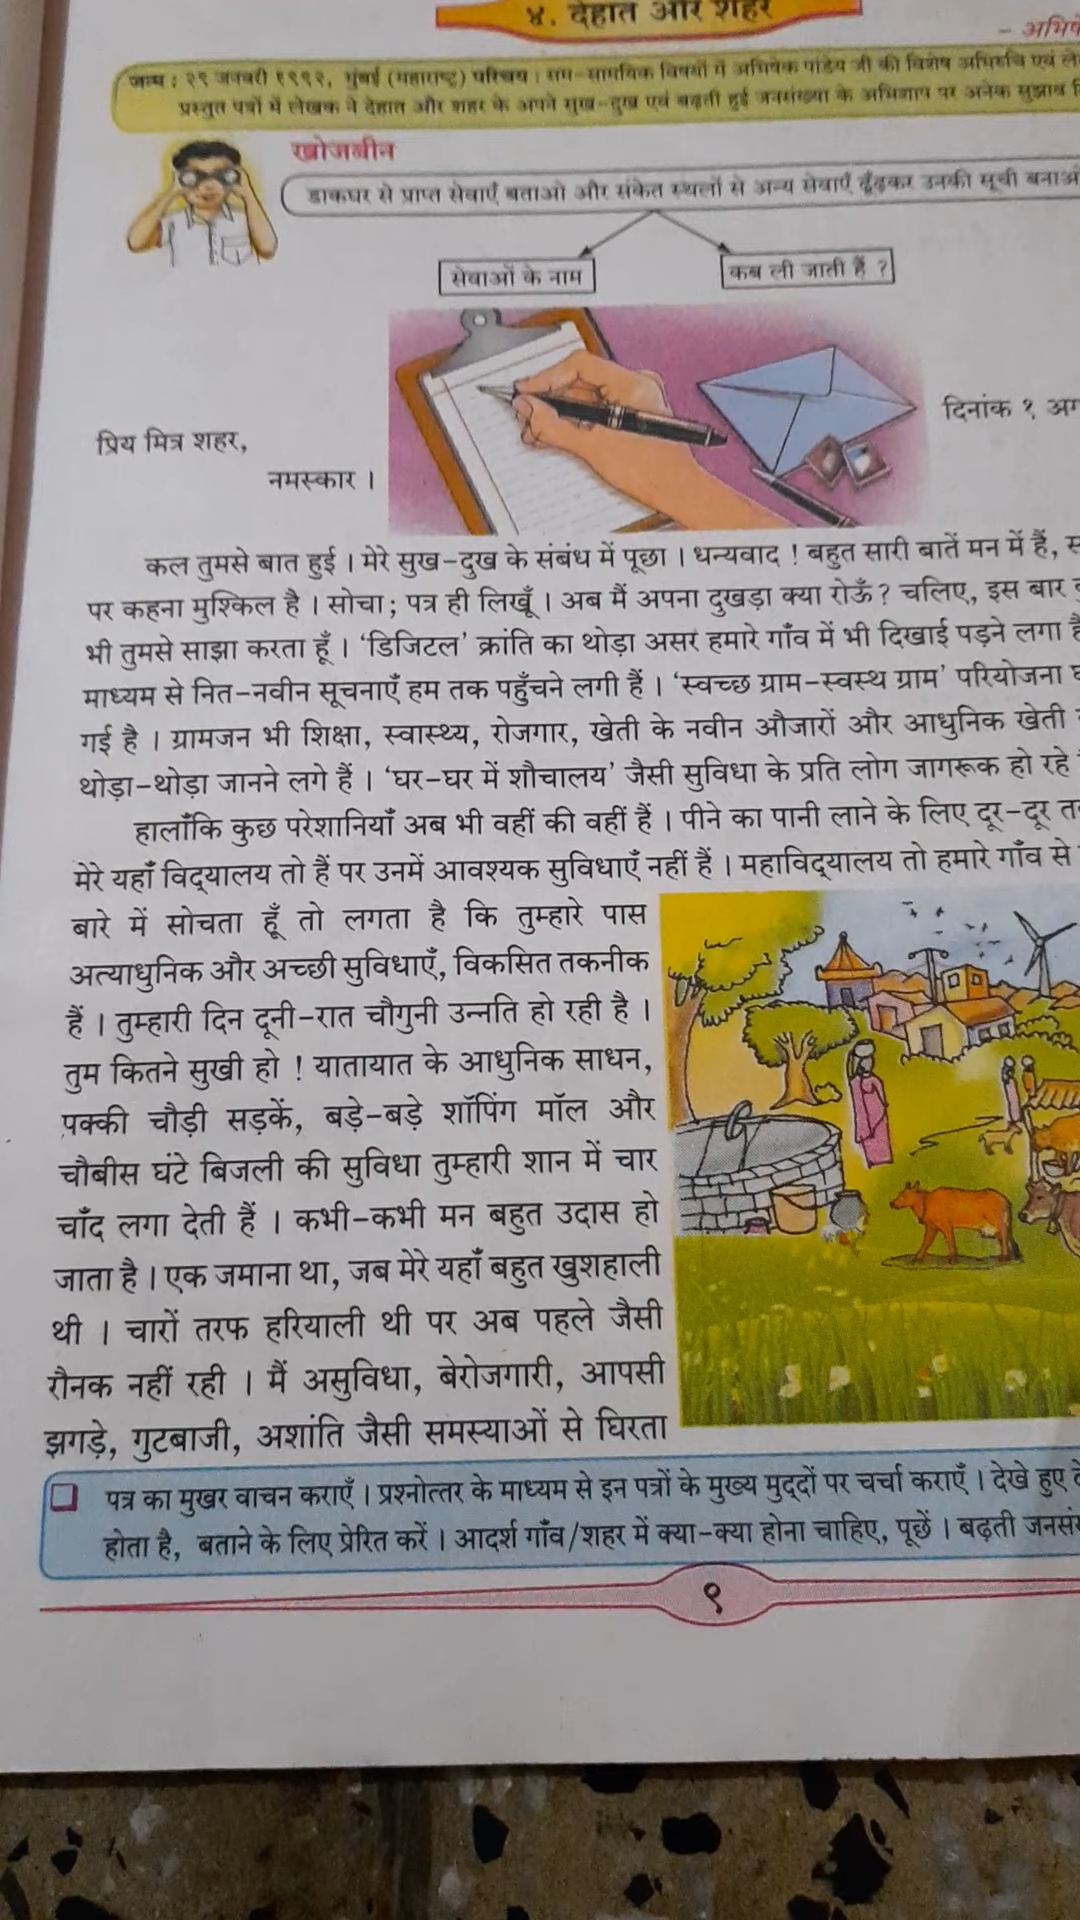 ४. देहात और शहर
- अभिषे
जन्म : २९ जनवरी १९९२, मुंबई (महाराष्ट्र) परिचय : सम-सामयिक विषयों में अभिषेक पांडेय जी की विशेष अभिरुचि एवं ले
प्रस्तुत पत्रों में लेखक ने देहात और शहर के अपने सुख-दुख एवं बढ़ती हुई जनसंख्या के अभिशाप पर अनेक सुझाव
खोजबीन
डाकघर से प्राप्त सेवाएँ बताओ और संकेत स्थलों से अन्य सेवाएँ ढूँढ़कर उनकी सूची बनाओ
सेवाओं के नाम
कब ली जाती हैं ?
दिनांक १ अग
प्रिय मित्र शहर,
नमस्कार ।
कल तुमसे बात हुई । मेरे सुख-दुख के संबंध में पूछा । धन्यवाद ! बहुत सारी बातें मन में हैं,
पर कहना मुश्किल है । सोचा; पत्र ही लिखूँ । अब मैं अपना दुखड़ा क्या रोऊँ? चलिए, इस बार
भी तुमसे साझा करता हूँ । ‘डिजिटल’ क्रांति का थोड़ा असर हमारे गाँव में भी दिखाई पड़ने लगा है
माध्यम से नित-नवीन सूचनाएँ हम तक पहुँचने लगी हैं । ‘स्वच्छ ग्राम-स्वस्थ ग्राम’ परियोजना
गई है । ग्रामजन भी शिक्षा, स्वास्थ्य, रोजगार, खेती के नवीन औजारों और आधुनिक खेती
थोड़ा-थोड़ा जानने लगे हैं । ‘घर-घर में शौचालय’ जैसी सुविधा के प्रति लोग जागरूक हो रहे
हालाँकि कुछ परेशानियाँ अब भी वहीं की वहीं हैं । पीने का पानी लाने के लिए दूर-दूर त
मेरे यहाँ विद्यालय तो हैं पर उनमें आवश्यक सुविधाएँ नहीं हैं । महाविद्यालय तो हमारे गाँव से
बारे में सोचता हूँ तो लगता है कि तुम्हारे पास
अत्याधुनिक और अच्छी सुविधाएँ, विकसित तकनीक
हैं । तुम्हारी दिन दूनी-रात चौगुनी उन्नति हो रही है ।
तुम कितने सुखी हो ! यातायात के आधुनिक साधन,
पक्की चौड़ी सड़कें, बड़े-बड़े शॉपिंग मॉल और
चौबीस घंटे बिजली की सुविधा तुम्हारी शान में चार
चाँद लगा देती हैं । कभी-कभी मन बहुत उदास हो
जाता है । एक जमाना था, जब मेरे यहाँ बहुत खुशहाली
थी । चारों तरफ हरियाली थी पर अब पहले जैसी
रौनक नहीं रही । मैं असुविधा, बेरोजगारी, आपसी
झगड़े, गुटबाजी, अशांति जैसी समस्याओं से घिरता
पत्र का मुखर वाचन कराएँ । प्रश्नोत्तर के माध्यम से इन पत्रों के मुख्य मुद्दों पर चर्चा कराएँ । देखे हुए
होता है, बताने के लिए प्रेरित करें । आदर्श गाँव/शहर में क्या-क्या होना चाहिए, पूछें । बढ़ती जनसं
९